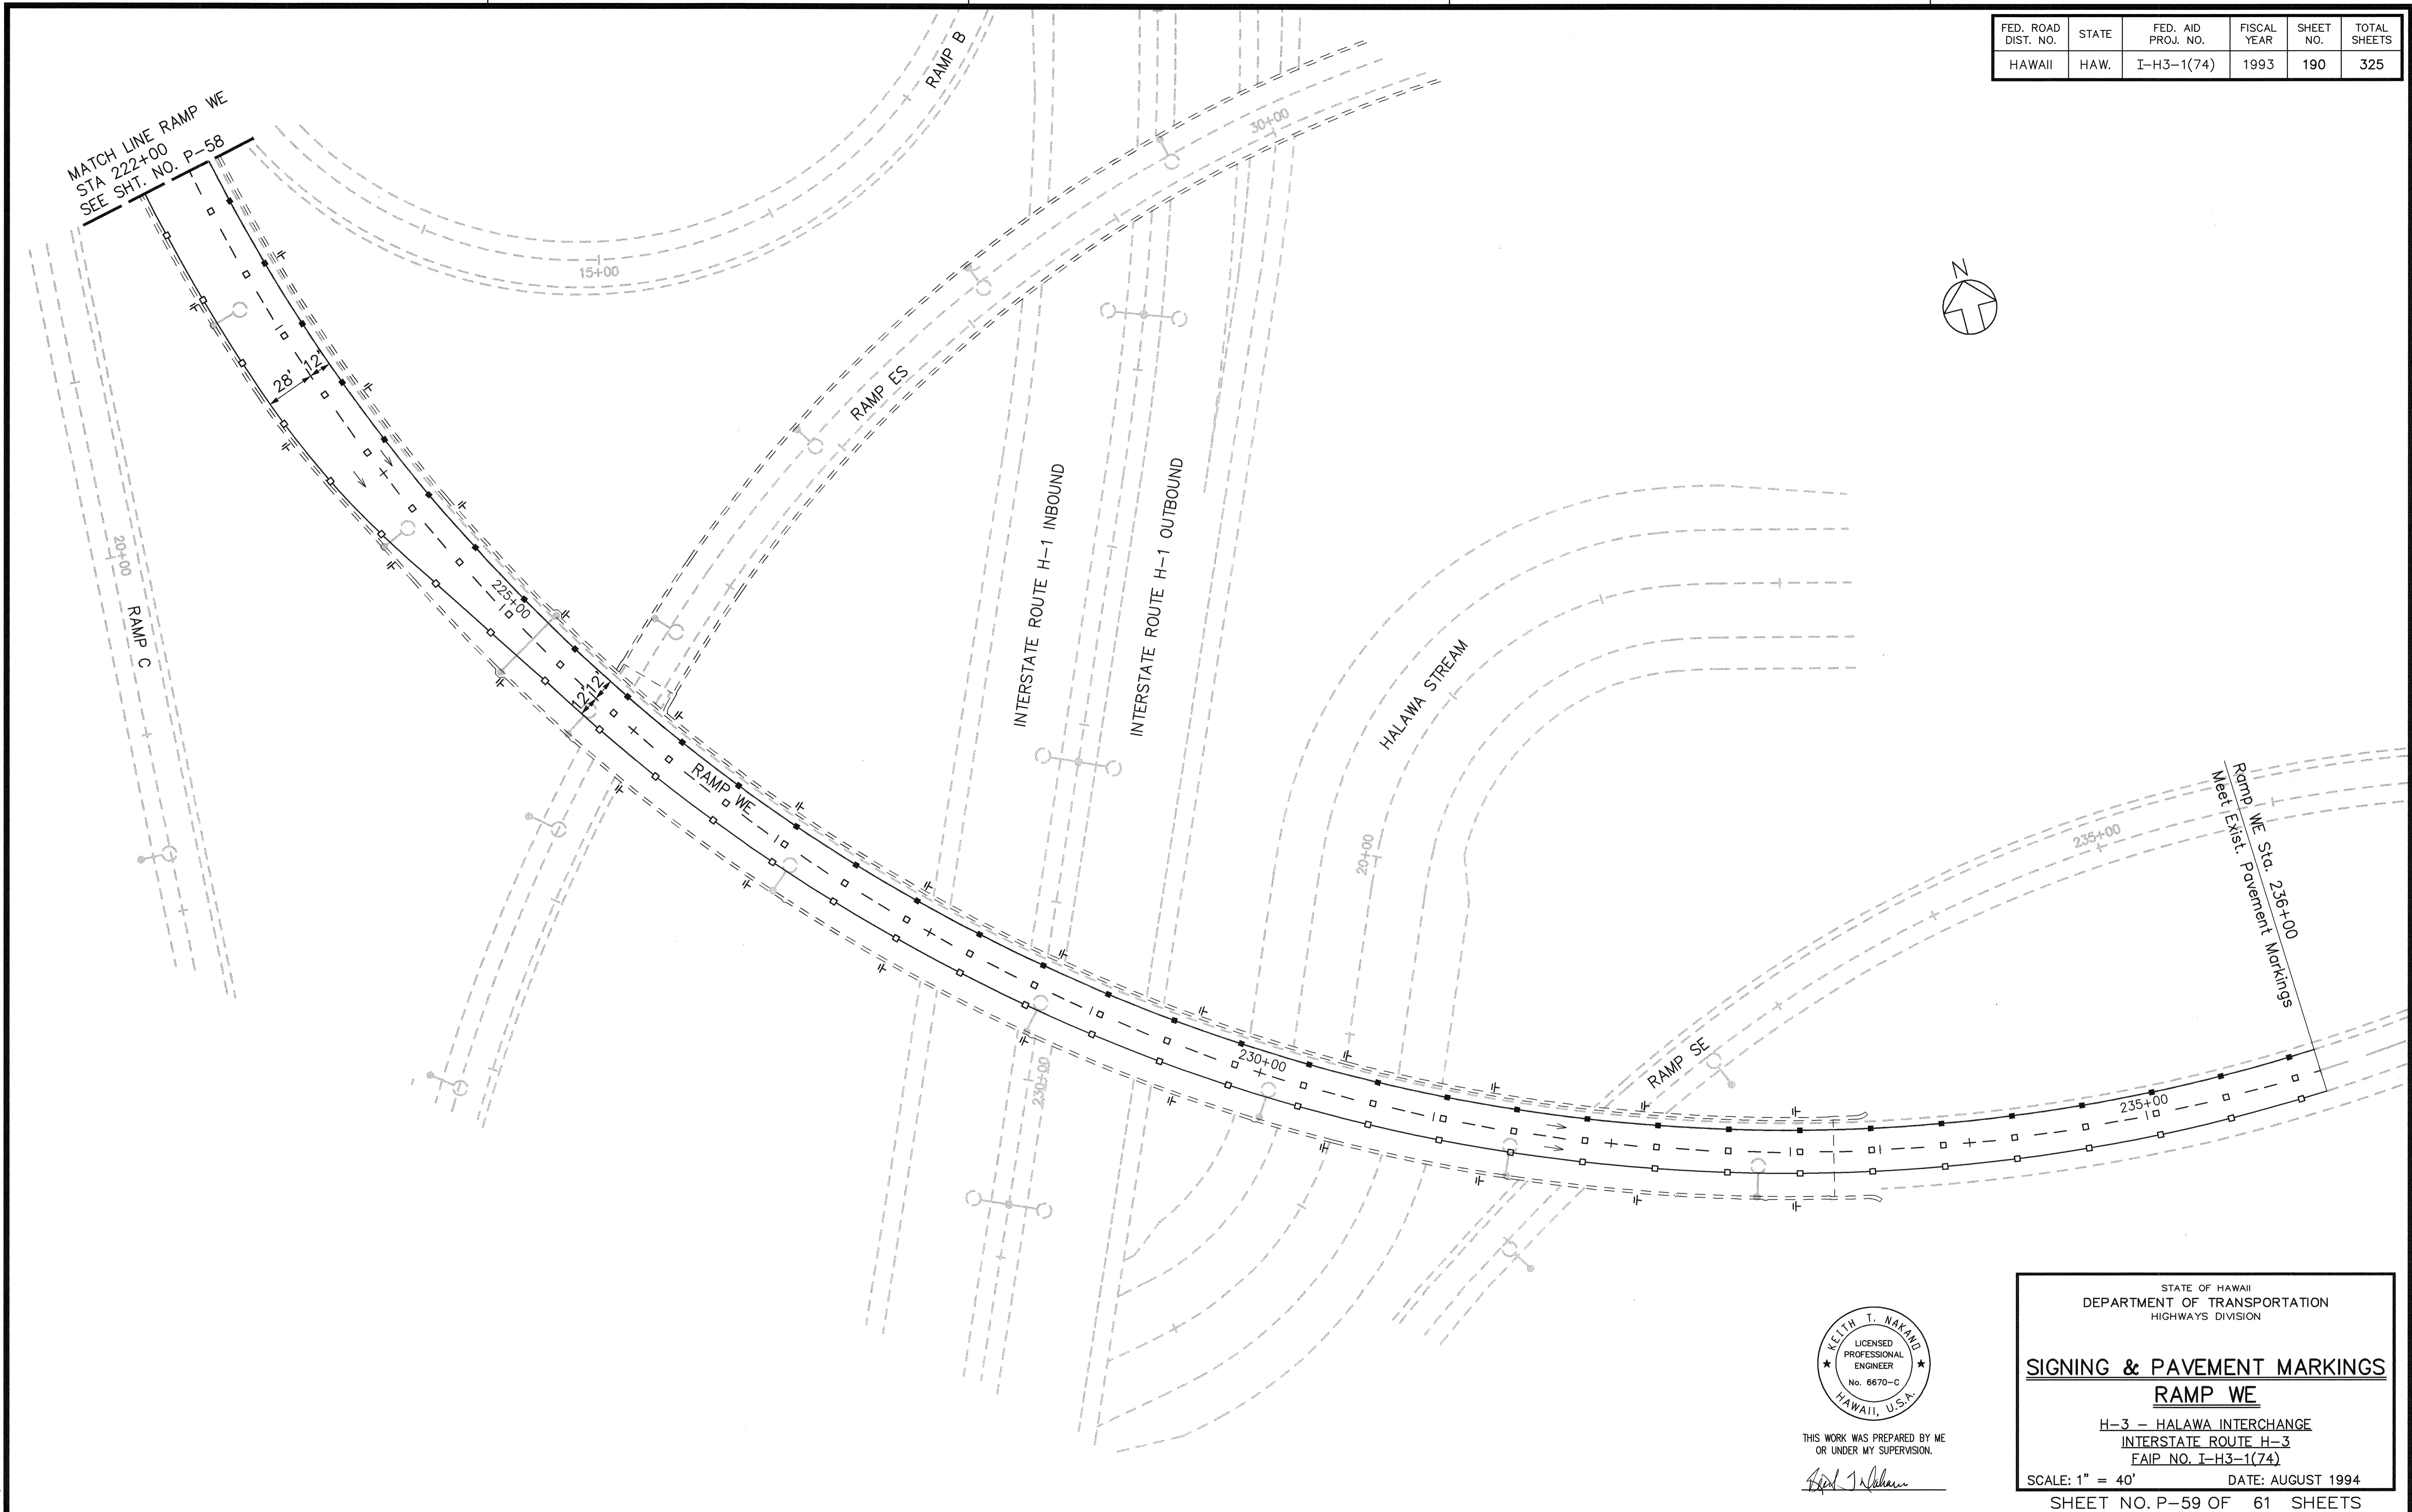 FED. ROAD DIST. NO.
STATE
FED. AID PROJ. NO.
FISCAL YEAR
SHEET NO.
TOTAL SHEETS
HAWAII
HAW.
I-H3-1(74)
1993
190
325
MATCH LINE RAMP WE
STA 222+00
SEE SHT. NO. P-58
RAMP B
15+00
30+00
N
28'
12'
RAMP ES
20+00
RAMP C
225+00
12'
12'
RAMP WE
INTERSTATE ROUTE H-1 INBOUND
INTERSTATE ROUTE H-1 OUTBOUND
HALAWA STREAM
20+00
230+00
230+00
RAMP SE
235+00
235+00
Ramp WE Sta. 236+00
Meet Exist. Pavement Markings
KEITH T. NAKANO
LICENSED
PROFESSIONAL
ENGINEER
No. 6670-C
HAWAII, U.S.A.
THIS WORK WAS PREPARED BY ME
OR UNDER MY SUPERVISION.
STATE OF HAWAII
DEPARTMENT OF TRANSPORTATION
HIGHWAYS DIVISION
SIGNING & PAVEMENT MARKINGS
RAMP WE
H-3 - HALAWA INTERCHANGE
INTERSTATE ROUTE H-3
FAIP NO. I-H3-1(74)
SCALE: 1" = 40' DATE: AUGUST 1994
SHEET NO. P-59 OF 61 SHEETS